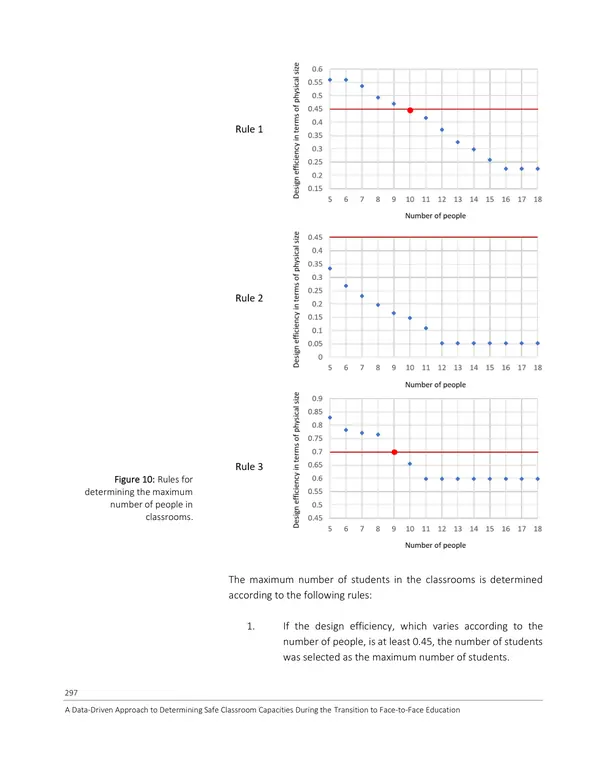 Rule 1
Design efficiency in terms of physical size
0.6
0.55
0.5
0.45
0.4
0.35
0.3
0.25
0.2
0.15
5 6 7 8 9 10 11 12 13 14 15 16 17 18
Number of people
Rule 2
Design efficiency in terms of physical size
0.45
0.4
0.35
0.3
0.25
0.2
0.15
0.1
0.05
0
5 6 7 8 9 10 11 12 13 14 15 16 17 18
Number of people
Rule 3
Design efficiency in terms of physical size
0.9
0.85
0.8
0.75
0.7
0.65
0.6
0.55
0.5
0.45
5 6 7 8 9 10 11 12 13 14 15 16 17 18
Number of people
Figure 10: Rules for
determining the maximum
number of people in
classrooms.
The maximum number of students in the classrooms is determined
according to the following rules:
1. If the design efficiency, which varies according to the
number of people, is at least 0.45, the number of students
was selected as the maximum number of students.
297
A Data-Driven Approach to Determining Safe Classroom Capacities During the Transition to Face-to-Face Education